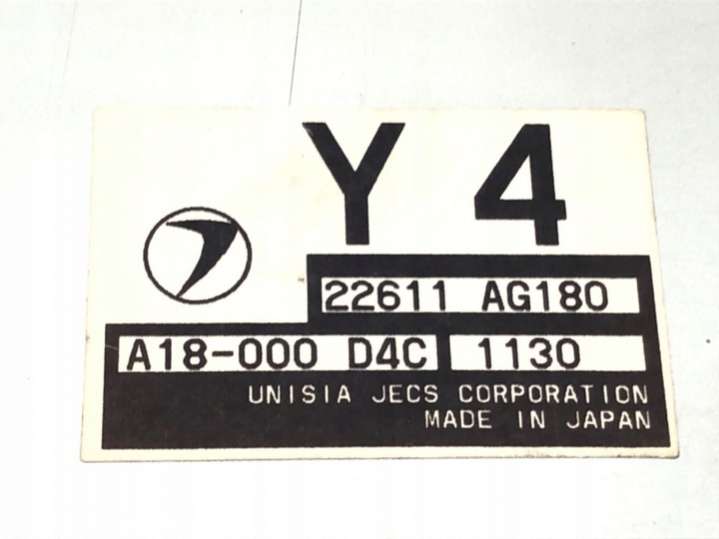 Y 4
22611 AG180
A18-000 D4C 1130
UNISIA JECS CORPORATION
MADE IN JAPAN